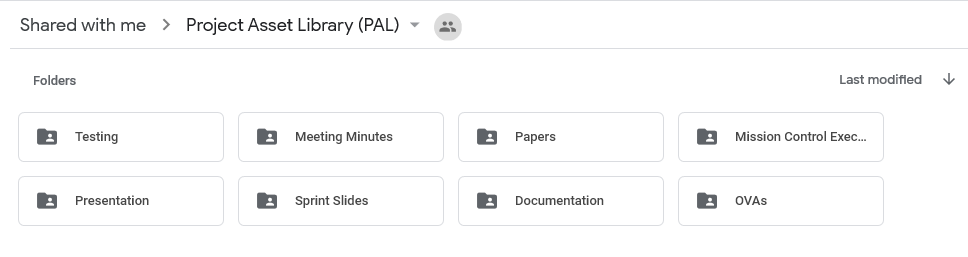 Shared with me > Project Asset Library (PAL)
Folders Last modified
Testing Meeting Minutes Papers Mission Control Exec...
Presentation Sprint Slides Documentation OVAs